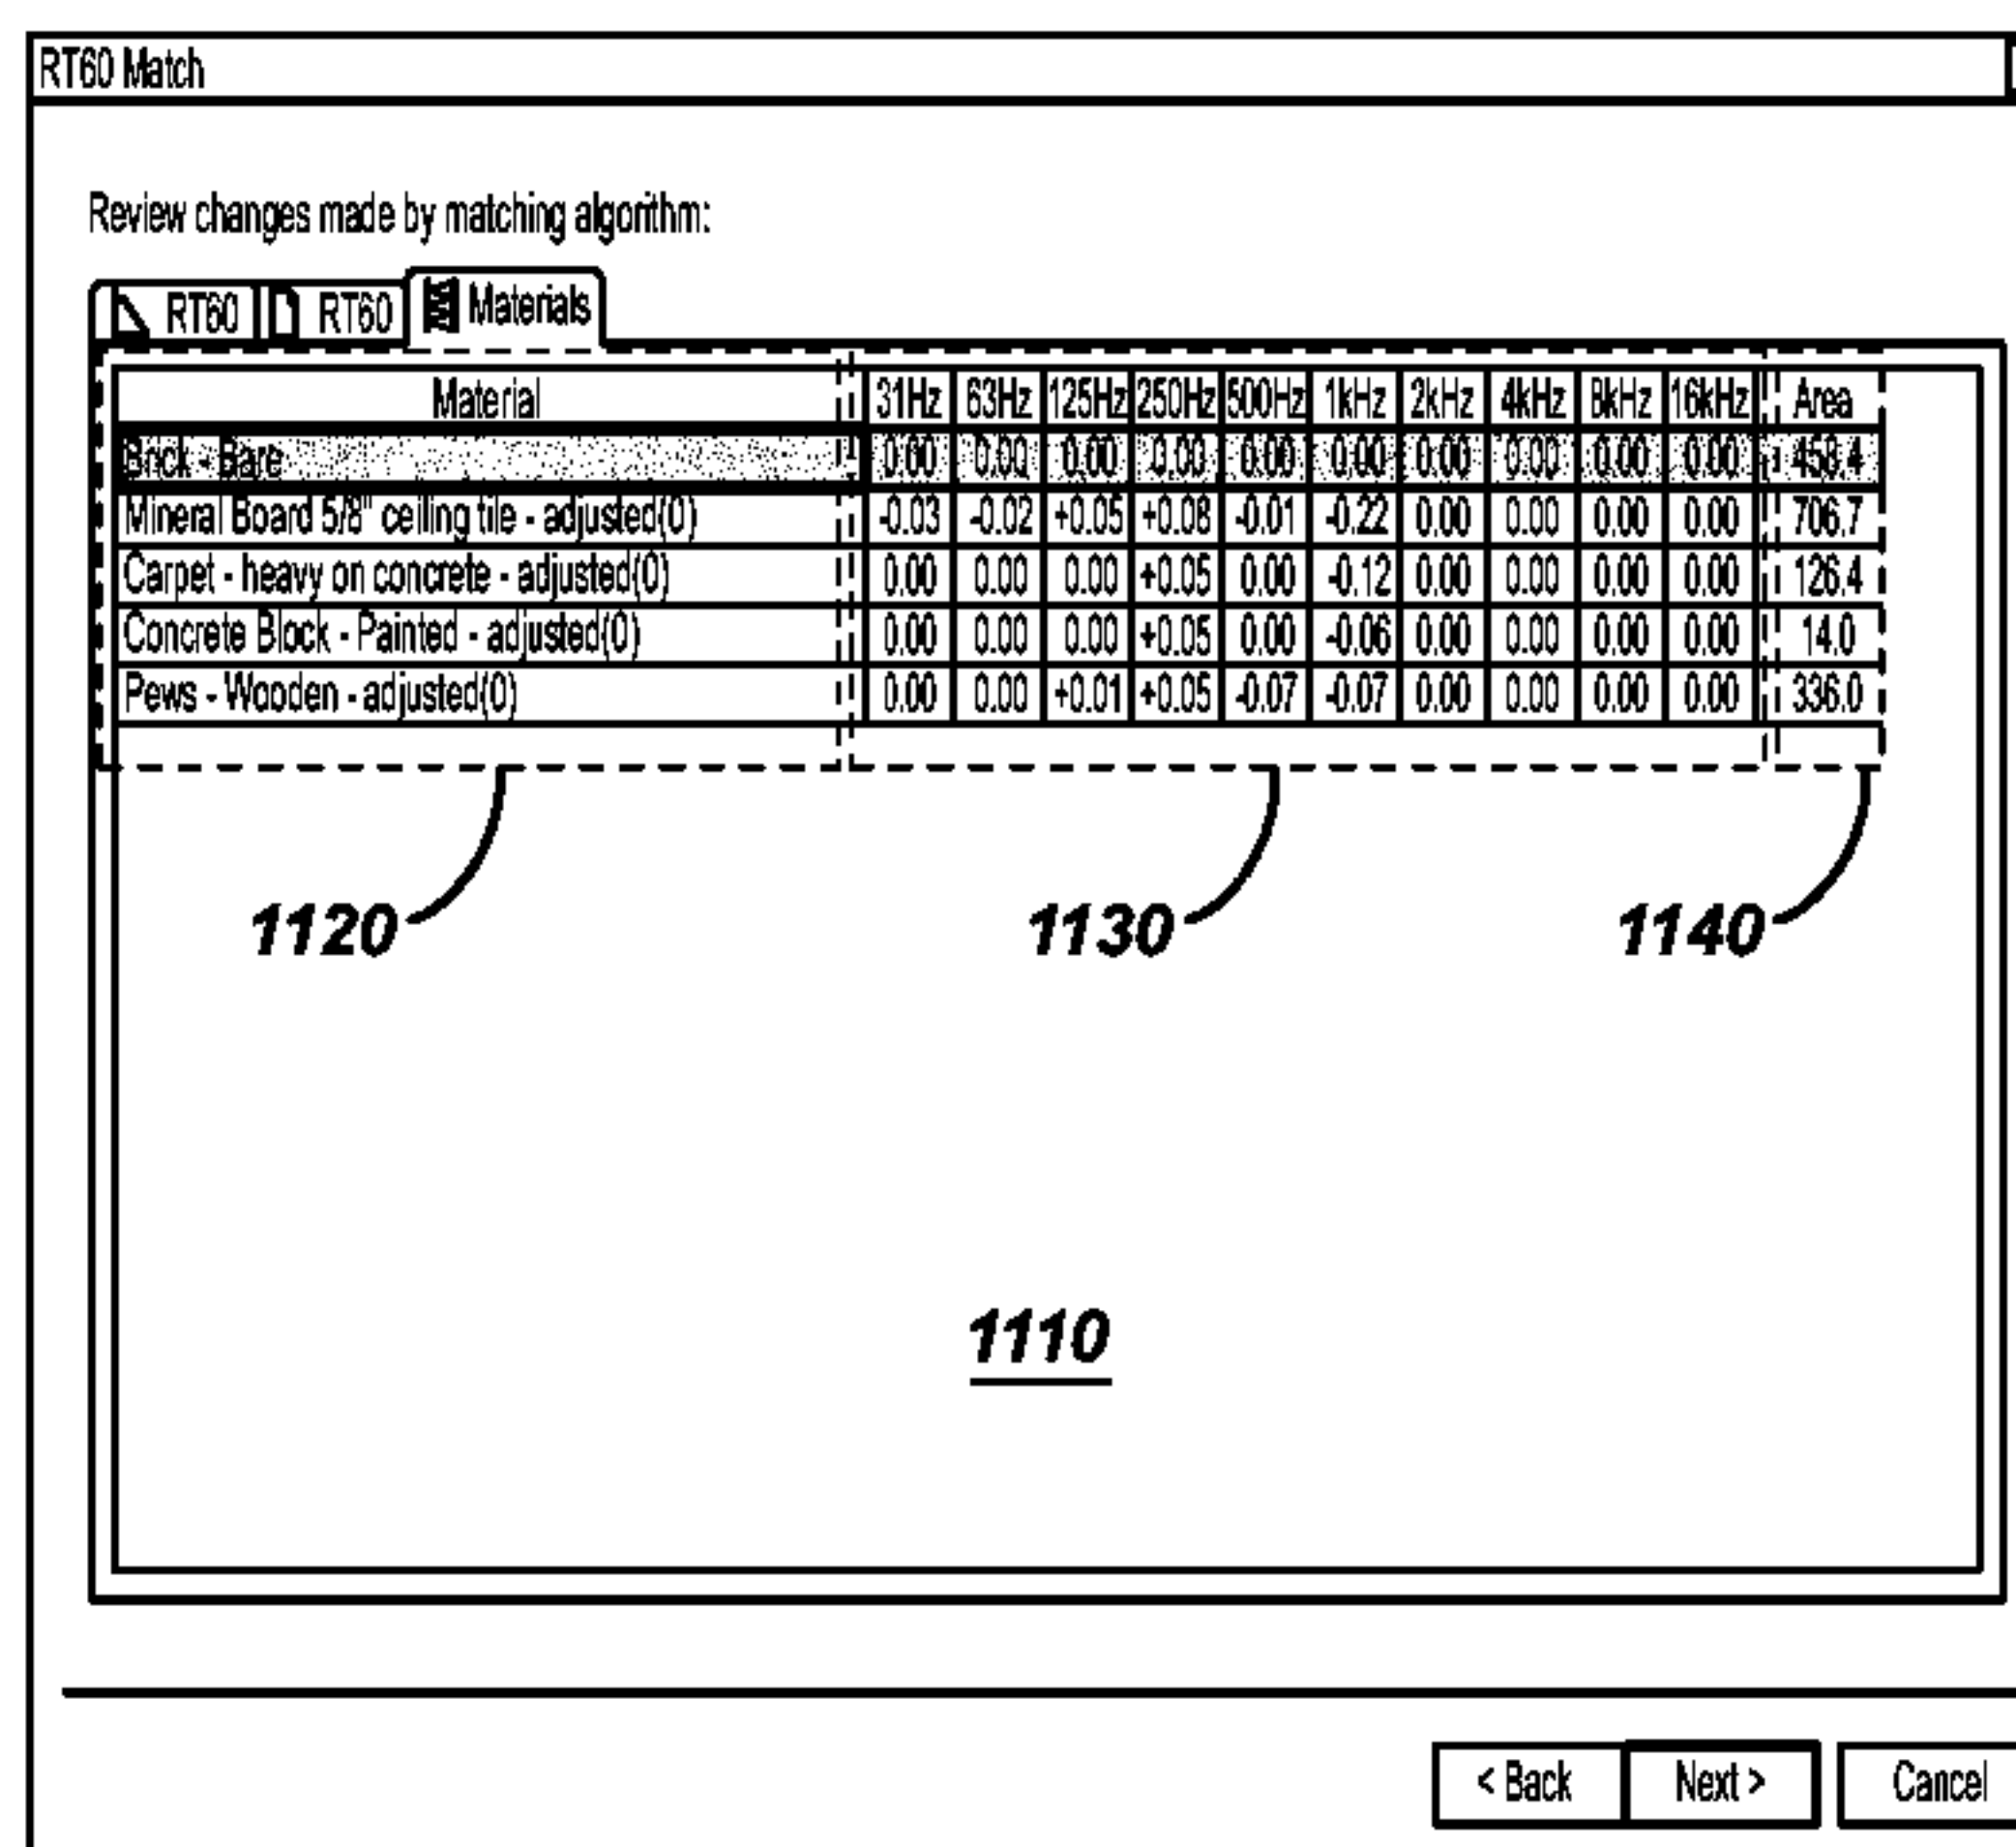 RT60 Match
Review changes made by matching algorithm:
RT60 RT60 Materials
Material 31Hz 63Hz 125Hz 250Hz 500Hz 1kHz 2kHz 4kHz 8kHz 16kHz Area
Brick - Bare 0.00 0.00 0.00 0.00 0.00 0.00 0.00 0.00 0.00 0.00 458.4
Mineral Board 5/8" ceiling tile - adjusted(0) -0.03 -0.02 +0.05 +0.08 -0.01 -0.22 0.00 0.00 0.00 0.00 706.7
Carpet - heavy on concrete - adjusted(0) 0.00 0.00 0.00 +0.05 0.00 -0.12 0.00 0.00 0.00 0.00 126.4
Concrete Block - Painted - adjusted(0) 0.00 0.00 0.00 +0.05 0.00 -0.06 0.00 0.00 0.00 0.00 14.0
Pews - Wooden - adjusted(0) 0.00 0.00 +0.01 +0.05 -0.07 -0.07 0.00 0.00 0.00 0.00 336.0
1120 1130 1140
1110
< Back Next > Cancel